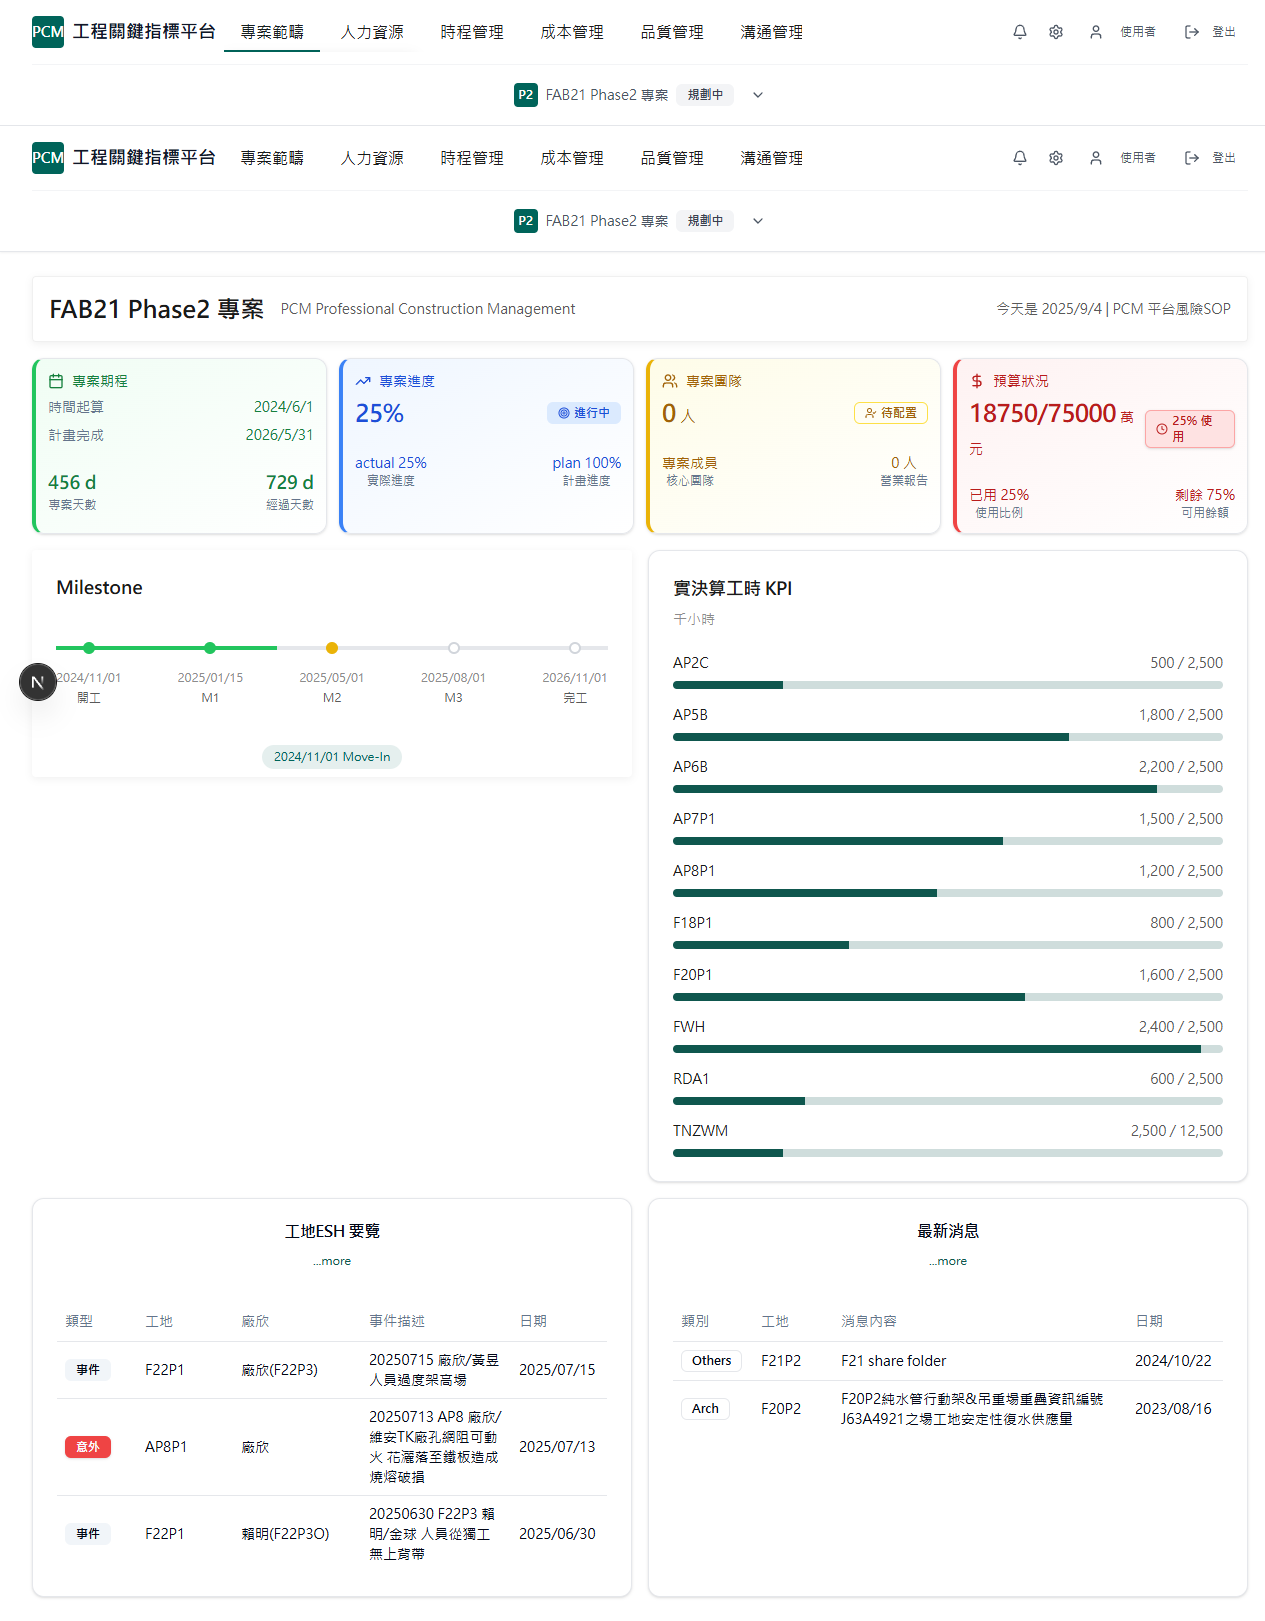 PCM 工程關鍵指標平台 專案範疇 人力資源 時程管理 成本管理 品質管理 溝通管理 使用者 登出
P2 FAB21 Phase2 專案 規劃中
PCM 工程關鍵指標平台 專案範疇 人力資源 時程管理 成本管理 品質管理 溝通管理 使用者 登出
P2 FAB21 Phase2 專案 規劃中
FAB21 Phase2 專案 PCM Professional Construction Management 今天是 2025/9/4 | PCM 平台風險SOP
專案期程
時間起算 2024/6/1
計畫完成 2026/5/31
456 d 729 d
專案天數 經過天數
專案進度
25% 進行中
actual 25% plan 100%
實際進度 計畫進度
專案團隊
0 人 待配置
專案成員 0 人
核心團隊 營業報告
預算狀況
18750/75000 萬
元
25% 使
用
已用 25% 剩餘 75%
使用比例 可用餘額
Milestone
2024/11/01 2025/01/15 2025/05/01 2025/08/01 2026/11/01
開工 M1 M2 M3 完工
2024/11/01 Move-In
N
實決算工時 KPI
千小時
AP2C 500 / 2,500
AP5B 1,800 / 2,500
AP6B 2,200 / 2,500
AP7P1 1,500 / 2,500
AP8P1 1,200 / 2,500
F18P1 800 / 2,500
F20P1 1,600 / 2,500
FWH 2,400 / 2,500
RDA1 600 / 2,500
TNZWM 2,500 / 12,500
工地ESH 要覽
...more
類型 工地 廠欣 事件描述 日期
事件 F22P1 廠欣(F22P3) 2025/07/15
20250715 廠欣/黃昱
人員過度架高場
意外 AP8P1 廠欣 2025/07/13
20250713 AP8 廠欣/
維安TK廠孔網阻可動
火 花灑落至鐵板造成
燒熔破損
事件 F22P1 賴明(F22P3O) 2025/06/30
20250630 F22P3 賴
明/金球 人員從獨工
無上背帶
最新消息
...more
類別 工地 消息內容 日期
Others F21P2 F21 share folder 2024/10/22
Arch F20P2 2023/08/16
F20P2純水管行動架&吊重場重疊資訊編號
J63A4921之場工地安定性復水供應量